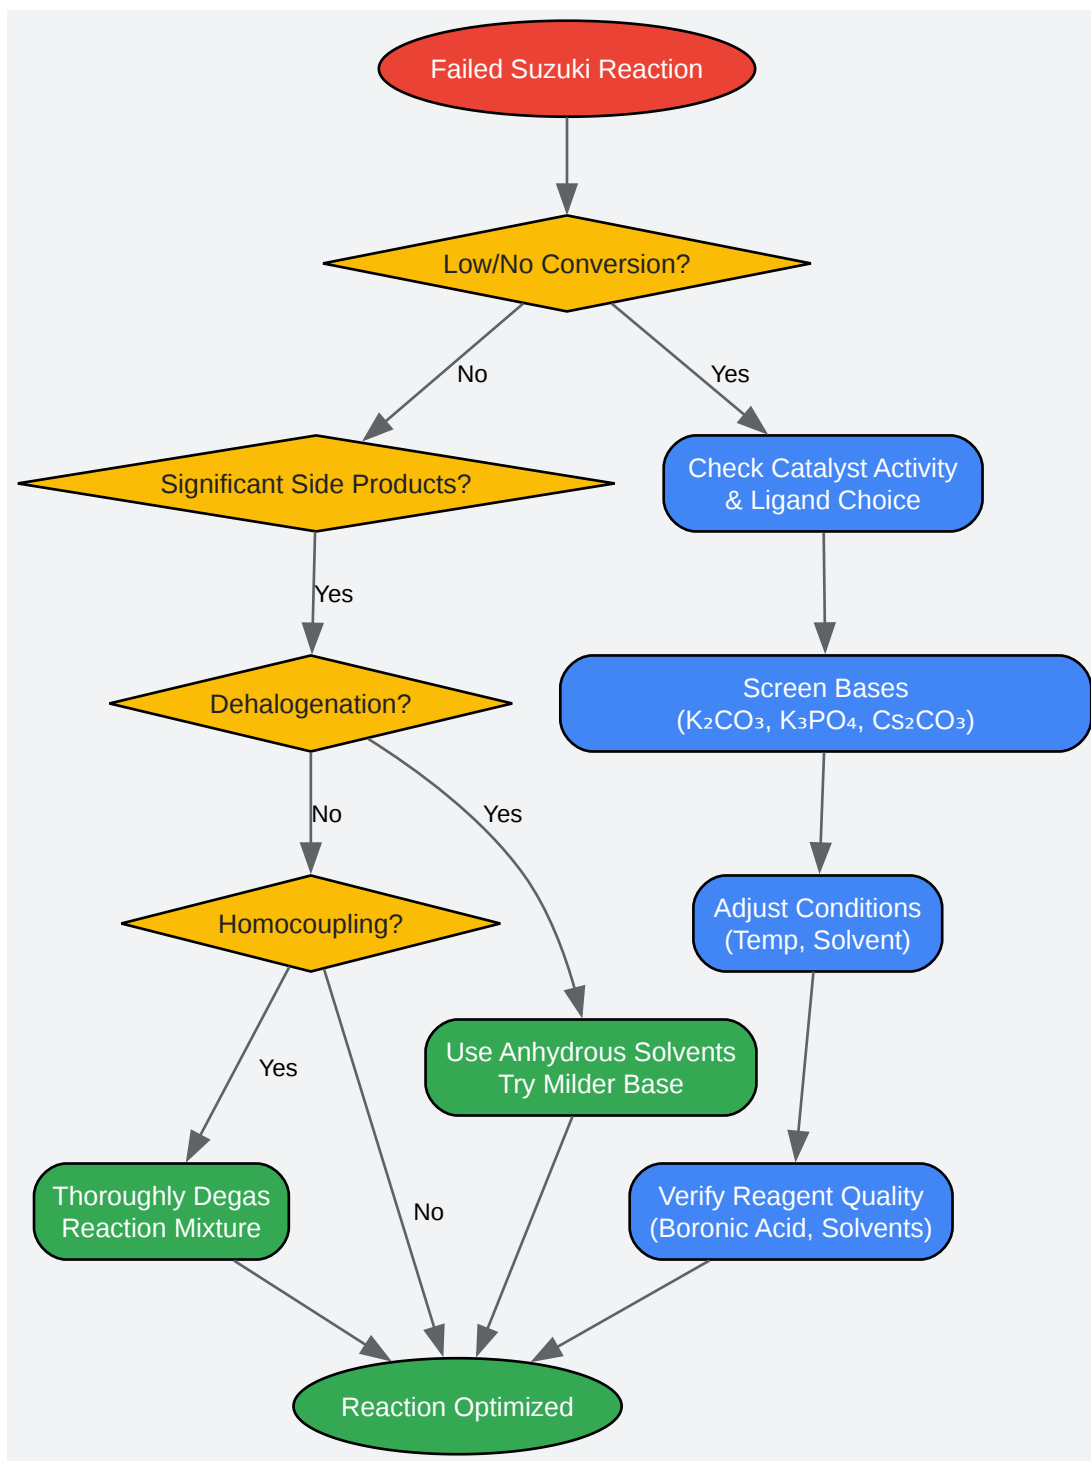 Failed Suzuki Reaction
Low/No Conversion?
No
Yes
Significant Side Products?
Check Catalyst Activity
& Ligand Choice
Yes
Dehalogenation?
Screen Bases
(K₂CO₃, K₃PO₄, Cs₂CO₃)
No
Yes
Homocoupling?
Adjust Conditions
(Temp, Solvent)
Use Anhydrous Solvents
Try Milder Base
Yes
Thoroughly Degas
Reaction Mixture
No
Verify Reagent Quality
(Boronic Acid, Solvents)
Reaction Optimized